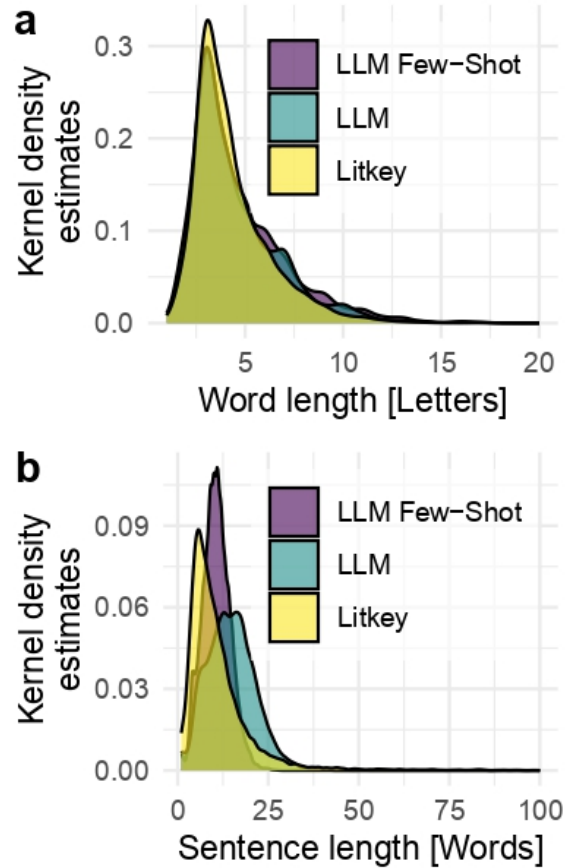 a
Kernel density
estimates
0.3
0.2
0.1
0.0
LLM Few−Shot
LLM
Litkey
5 10 15 20
Word length [Letters]
b
Kernel density
estimates
0.09
0.06
0.03
0.00
LLM Few−Shot
LLM
Litkey
0 25 50 75 100
Sentence length [Words]